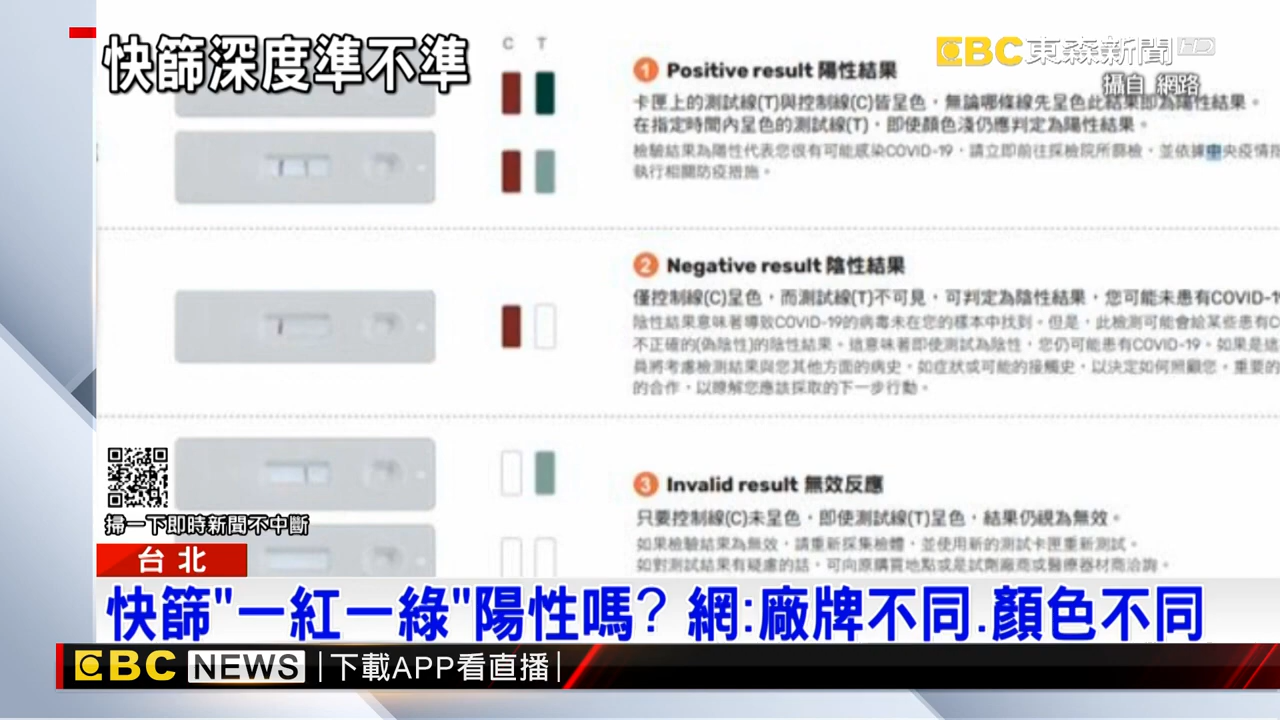 快篩深度準不準
EBC東森新聞HD
攝自 網路
C T
1 Positive result 陽性結果
卡匣上的測試線(T)與控制線(C)皆呈色,無論哪條線先呈色此結果即為陽性結果。
在指定時間內呈色的測試線(T),即使顏色淺仍應判定為陽性結果。
檢驗結果為陽性代表您很有可能感染COVID-19,請立即前往採檢院所篩檢,並依據中央疫情指
執行相關防疫措施。
2 Negative result 陰性結果
僅控制線(C)呈色,而測試線(T)不可見,可判定為陰性結果,您可能未患有COVID-1
陰性結果意味著導致COVID-19的病毒未在您的樣本中找到。但是,此檢測可能會給某些患有C
不正確的(偽陰性)的陰性結果。這意味著即使測試為陰性,您仍可能患有COVID-19。如果是這
員將考慮檢測結果與您其他方面的病史,如症狀或可能的接觸史,以決定如何照顧您。重要的
的合作,以瞭解您應該採取的下一步行動。
3 Invalid result 無效反應
只要控制線(C)未呈色,即使測試線(T)呈色,結果仍視為無效。
如果檢驗結果為無效,請重新採集檢體,並使用新的測試卡匣重新測試。
如對測試結果有疑慮的話,可向原購買地點或是試劑廠商或醫療器材商洽詢。
掃一下即時新聞不中斷
台北
快篩"一紅一綠"陽性嗎? 網:廠牌不同.顏色不同
EBC NEWS |下載APP看直播|